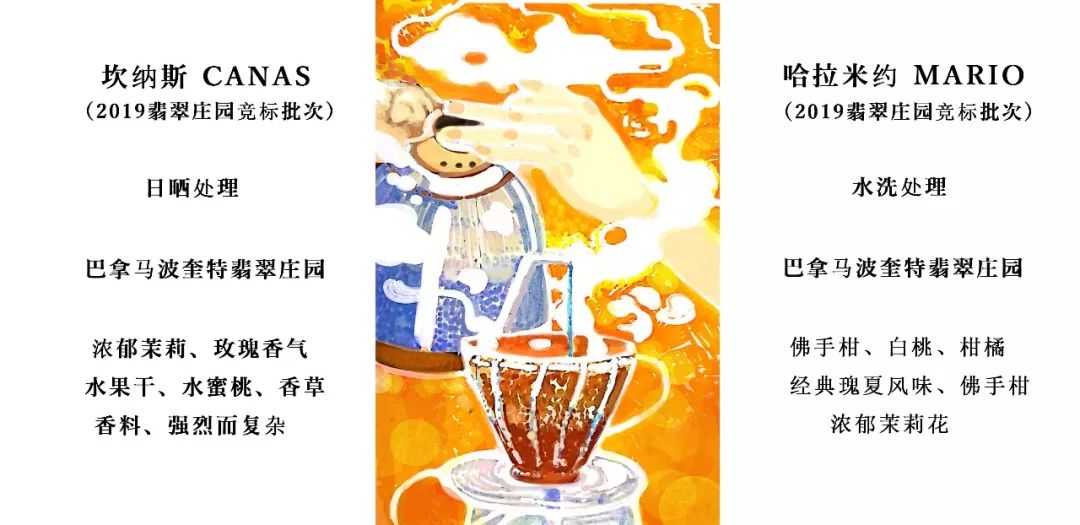 坎纳斯 CANAS
（2019翡翠庄园竞标批次）
日晒处理
巴拿马波奎特翡翠庄园
浓郁茉莉、玫瑰香气
水果干、水蜜桃、香草
香料、强烈而复杂
哈拉米约 MARIO
（2019翡翠庄园竞标批次）
水洗处理
巴拿马波奎特翡翠庄园
佛手柑、白桃、柑橘
经典瑰夏风味、佛手柑
浓郁茉莉花